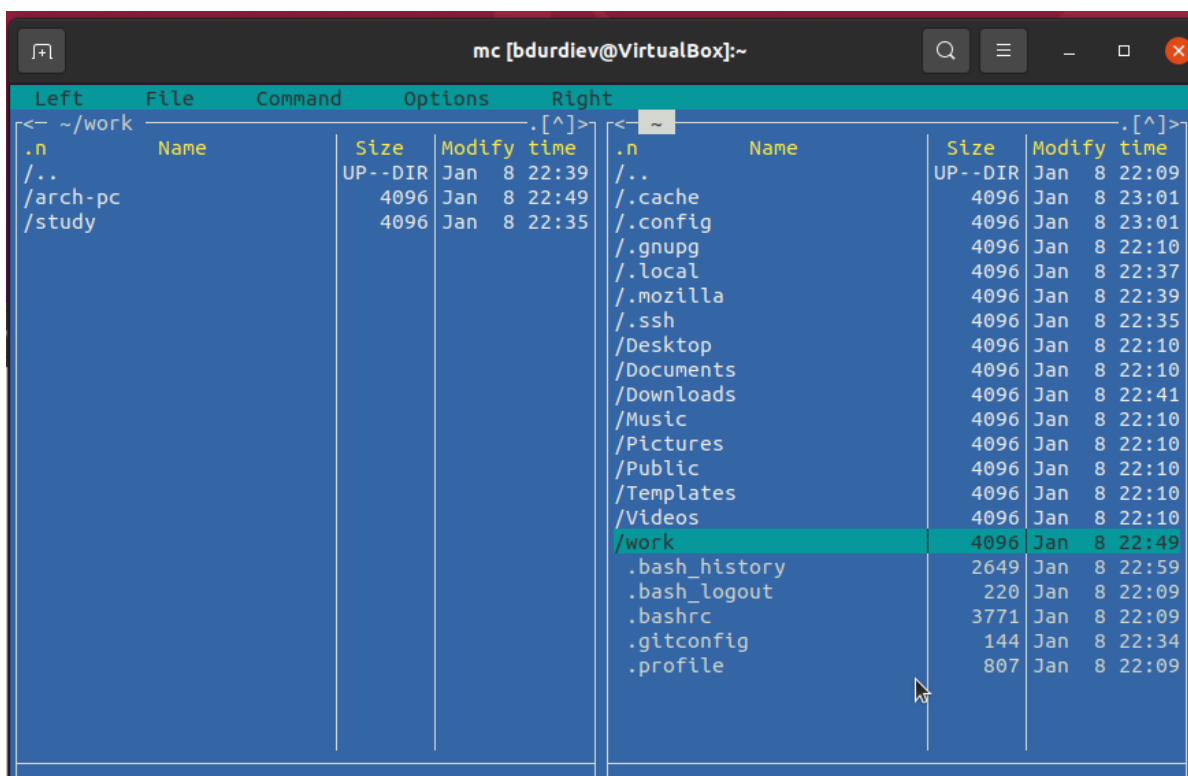 mc [bdurdiev@VirtualBox]:~
Left File Command Options Right
<─ ~/work ─.[^]>
.n Name Size Modify time
/.. UP--DIR Jan 8 22:39
/arch-pc 4096 Jan 8 22:49
/study 4096 Jan 8 22:35
<─ ~ ─.[^]>
.n Name Size Modify time
/.. UP--DIR Jan 8 22:09
/.cache 4096 Jan 8 23:01
/.config 4096 Jan 8 23:01
/.gnupg 4096 Jan 8 22:10
/.local 4096 Jan 8 22:37
/.mozilla 4096 Jan 8 22:39
/.ssh 4096 Jan 8 22:35
/Desktop 4096 Jan 8 22:10
/Documents 4096 Jan 8 22:10
/Downloads 4096 Jan 8 22:41
/Music 4096 Jan 8 22:10
/Pictures 4096 Jan 8 22:10
/Public 4096 Jan 8 22:10
/Templates 4096 Jan 8 22:10
/Videos 4096 Jan 8 22:10
/work 4096 Jan 8 22:49
.bash_history 2649 Jan 8 22:59
.bash_logout 220 Jan 8 22:09
.bashrc 3771 Jan 8 22:09
.gitconfig 144 Jan 8 22:34
.profile 807 Jan 8 22:09